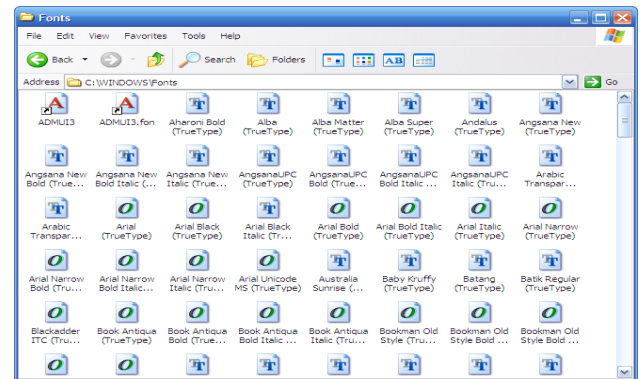 Fonts
File Edit View Favorites Tools Help
Back Search Folders AB
Address C:\WINDOWS\Fonts Go
ADMUI3 ADMUI3.fon Aharoni Bold Alba Alba Matter Alba Super Andalus Angsana New
(TrueType) (TrueType) (TrueType) (TrueType) (TrueType) (TrueType)
Angsana New Angsana New Angsana New AngsanaUPC AngsanaUPC AngsanaUPC AngsanaUPC Arabic
Bold (True... Bold Italic (... Italic (True... (TrueType) Bold (True... Bold Italic ... Italic (Tru... Transpar...
Arabic Arial Arial Black Arial Black Arial Bold Arial Bold Italic Arial Italic Arial Narrow
Transpar... (TrueType) (TrueType) Italic (Tr... (TrueType) (TrueType) (TrueType) (TrueType)
Arial Narrow Arial Narrow Arial Narrow Arial Unicode Australia Baby Kruffy Batang Batik Regular
Bold (Tru... Bold Italic... Italic (Tru... MS (TrueType) Sunrise (... (TrueType) (TrueType) (TrueType)
Blackadder Book Antiqua Book Antiqua Book Antiqua Book Antiqua Bookman Old Bookman Old Bookman Old
ITC (Tru... (TrueType) Bold (True... Bold Italic ... Italic (Tru... Style (Tru... Style Bold ... Style Bold ...